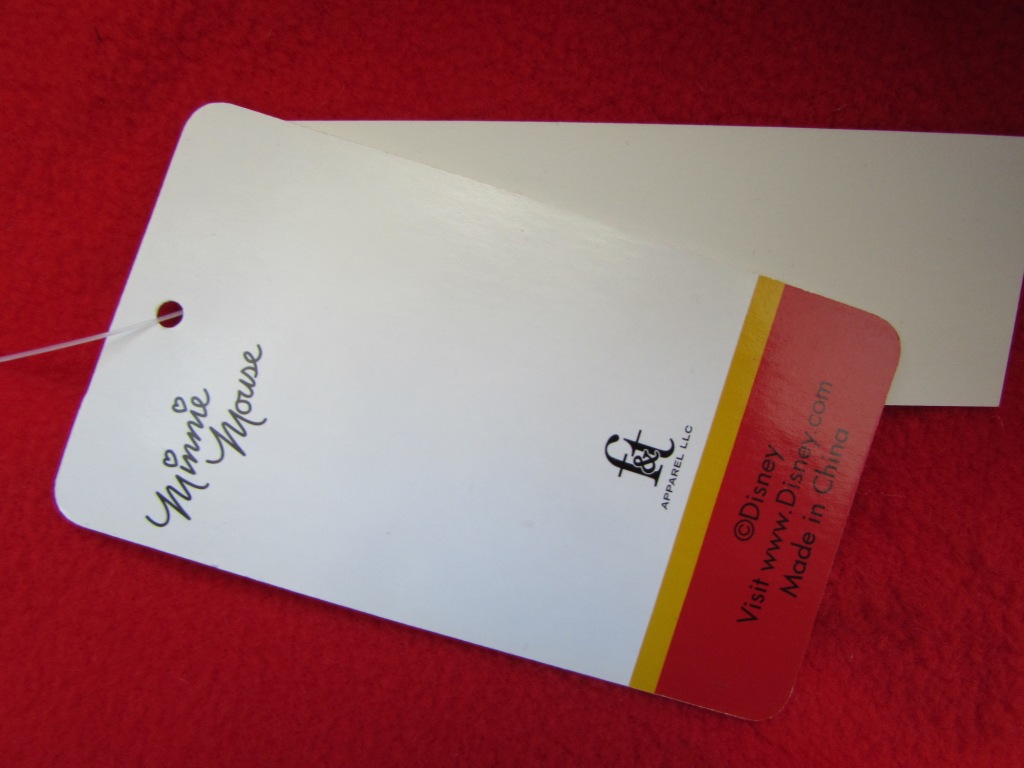 Minnie
Mouse
f&t
APPAREL LLC
©Disney
Visit www.Disney.com
Made in China